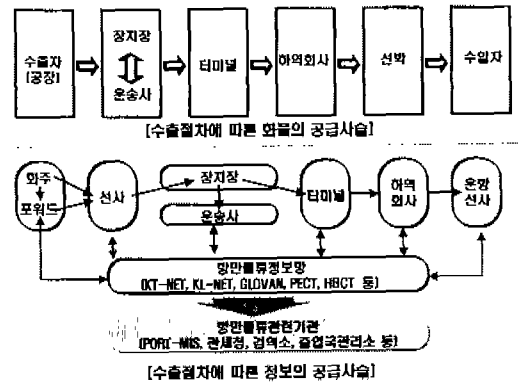 수출자
(공장)
장치장
운송사
터미널
하역회사
선박
수입자
[수출절차에 따른 화물의 공급사슬]
화주
포워드
선사
장치장
운송사
터미널
하역
회사
운항
선사
항만물류정보망
(KT-NET, KL-NET, GLOVAN, PECT, HBCT 등)
항만물류관련기관
(PORT-MIS, 관세청, 검역소, 출입국관리소 등)
[수출절차에 따른 정보의 공급사슬]